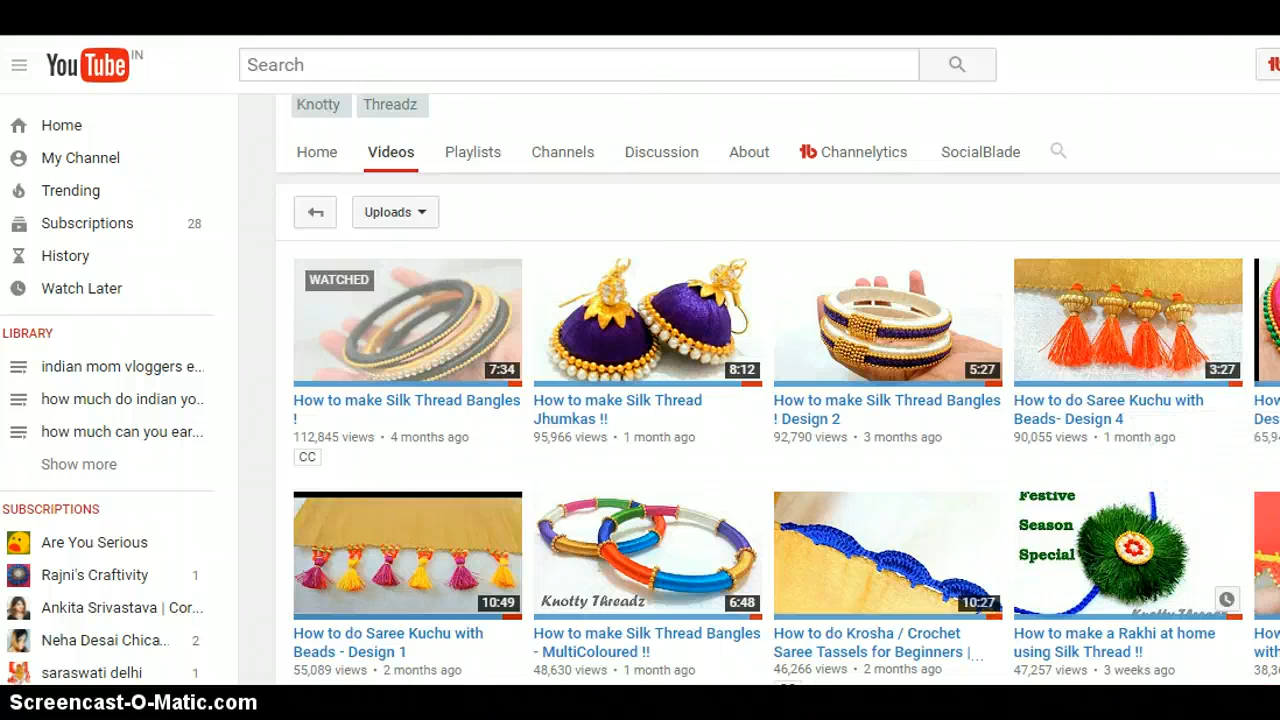 YouTube IN
Search
Knotty Threadz
Home Videos Playlists Channels Discussion About Channelytics SocialBlade
Uploads
Home
My Channel
Trending
Subscriptions 28
History
Watch Later
LIBRARY
indian mom vloggers e...
how much do indian yo..
how much can you ear...
Show more
SUBSCRIPTIONS
Are You Serious
Rajni's Craftivity 1
Ankita Srivastava | Cor...
Neha Desai Chica... 2
saraswati delhi 1
WATCHED
7:34
How to make Silk Thread Bangles
!
112,845 views • 4 months ago
CC
8:12
How to make Silk Thread
Jhumkas !!
95,966 views • 1 month ago
5:27
How to make Silk Thread Bangles
! Design 2
92,790 views • 3 months ago
3:27
How to do Saree Kuchu with
Beads- Design 4
90,055 views • 1 month ago
10:49
How to do Saree Kuchu with
Beads - Design 1
55,089 views • 2 months ago
Knotty Threadz
6:48
How to make Silk Thread Bangles
- MultiColoured !!
48,630 views • 1 month ago
10:27
How to do Krosha / Crochet
Saree Tassels for Beginners |...
46,266 views • 2 months ago
Festive
Season
Special
Knotty Threadz
How to make a Rakhi at home
using Silk Thread !!
47,257 views • 3 weeks ago
Screencast-O-Matic.com